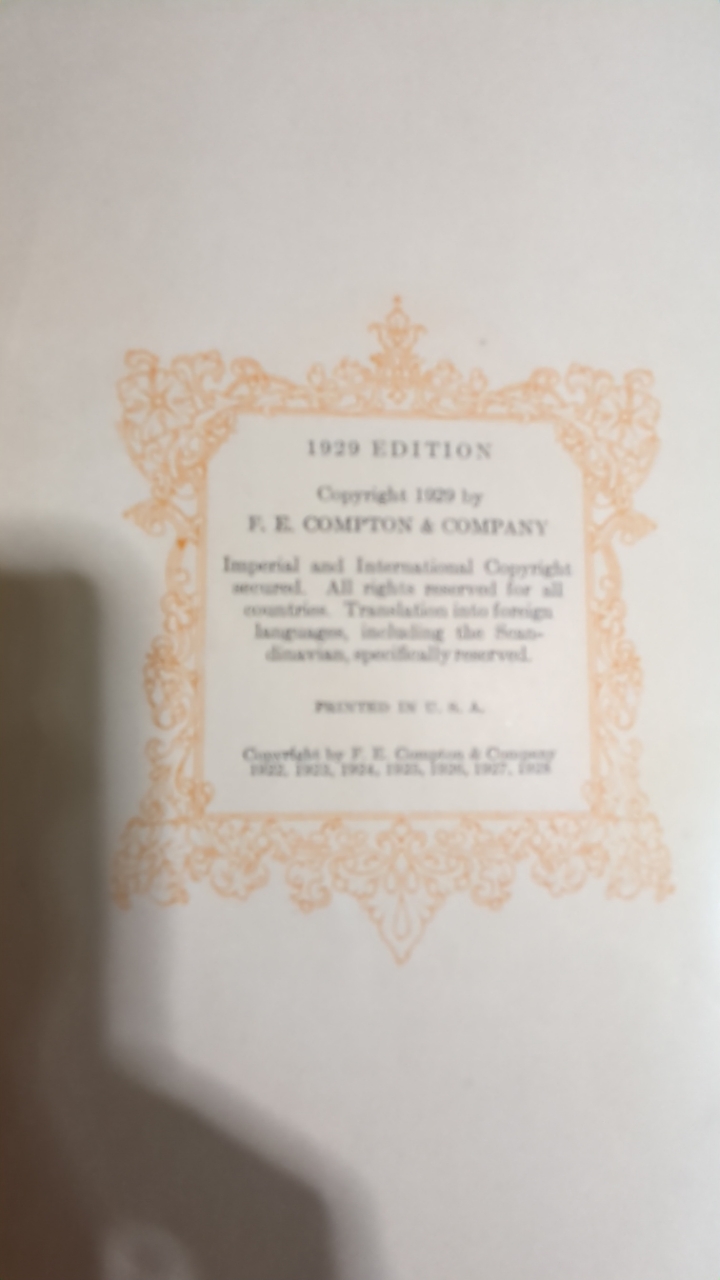 1929 EDITION
Copyright 1929 by
F. E. COMPTON & COMPANY
Imperial and International Copyright
secured. All rights reserved for all
countries. Translation into foreign
languages, including the Scan-
dinavian, specifically reserved.
PRINTED IN U. S. A.
Copyright by F. E. Compton & Company
1922, 1923, 1924, 1925, 1926, 1927, 1928